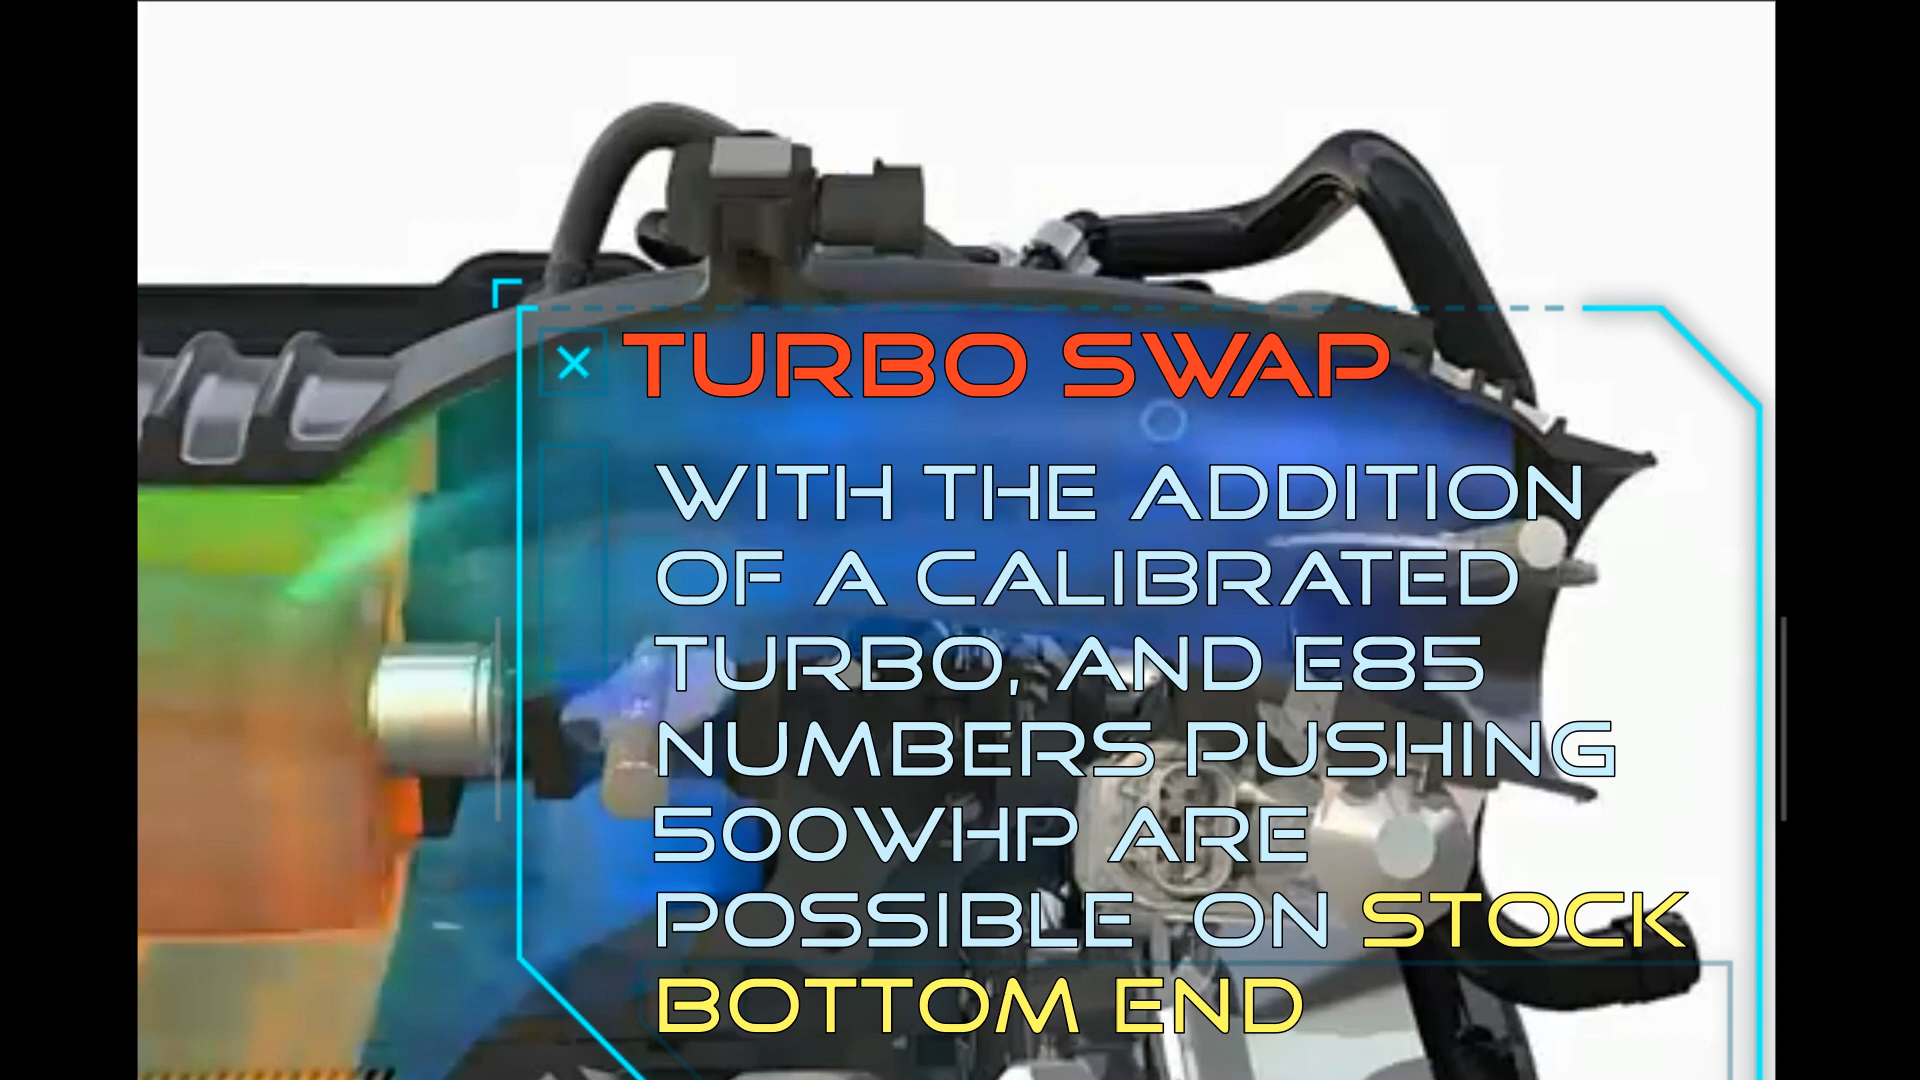 TURBO SWAP
WITH THE ADDITION
OF A CALIBRATED
TURBO, AND E85
NUMBERS PUSHING
500WHP ARE
POSSIBLE ON STOCK
BOTTOM END